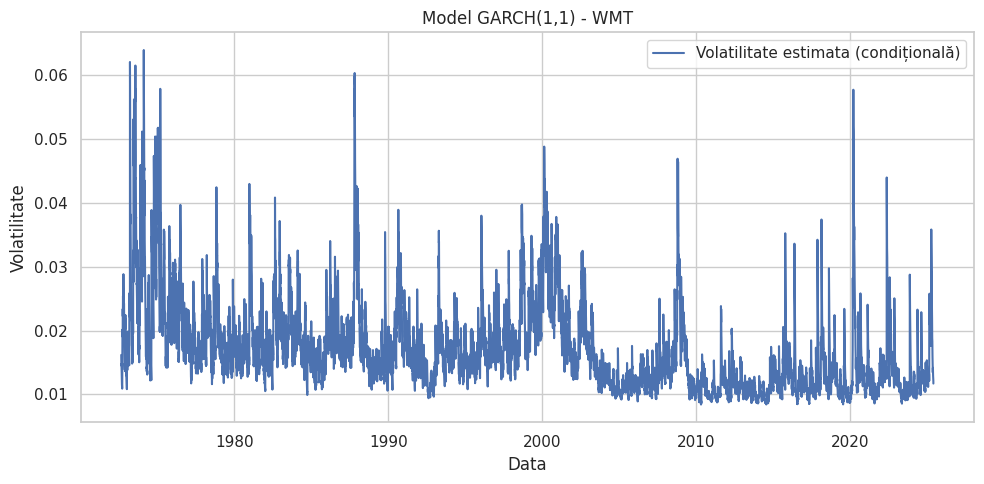 Model GARCH(1,1) - WMT
Volatilitate estimata (condițională)
Volatilitate
0.06
0.05
0.04
0.03
0.02
0.01
1980 1990 2000 2010 2020
Data